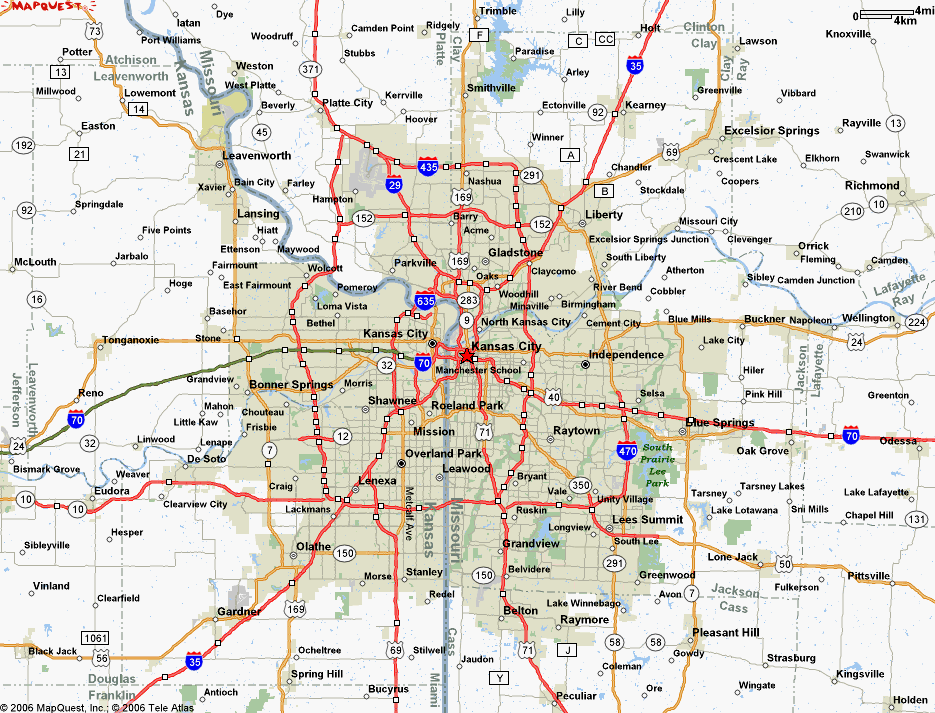 MAPQUEST
Dye
Trimble
Lilly
0 4mi
4km
Iatan
Port Williams
Woodruff
Camden Point
Ridgely
Clay
Platte
F
C
CC
Holt
Clinton
Clay
Lawson
Knoxville
73
Potter
13
Atchison
Leavenworth
Missouri
Kansas
Stubbs
Paradise
Clay
Ray
Weston
371
35
Arley
Millwood
Lowemont
14
West Platte
Beverly
Platte City
Kerrville
Smithville
Ectonville
92
Kearney
Greenville
Vibbard
Easton
192
21
45
Hoover
Winner
Excelsior Springs
Rayville
13
Leavenworth
435
A
69
Crescent Lake
Elkhorn
Swanwick
Xavier
Bain City
Farley
29
Nashua
291
Chandler
Coopers
Richmond
Hampton
169
B
Stockdale
92
Springdale
Lansing
152
Barry
152
Liberty
Missouri City
210
10
Five Points
Hiatt
Acme
Excelsior Springs Junction
Clevenger
Orrick
Ettenson
Maywood
Gladstone
Fleming
McLouth
Jarbalo
Fairmount
Wolcott
Parkville
169
Claycomo
South Liberty
Atherton
Camden
Hoge
East Fairmount
Pomeroy
Oaks
River Bend
Sibley
Camden Junction
Lafayette
Ray
16
Basehor
Loma Vista
635
283
Woodhill
Minaville
Birmingham
Cobbler
Bethel
9
North Kansas City
Cement City
Blue Mills
Buckner
Napoleon
Wellington
224
Tonganoxie
Stone
Kansas City
Kansas City
Lake City
24
Leavenworth
Jefferson
70
Manchester School
Independence
Jackson
Lafayette
32
Grandview
Bonner Springs
Morris
Hiler
Reno
Shawnee
Roeland Park
40
Selsa
Pink Hill
Greenton
70
Mahon
Chouteau
Little Kaw
Frisbie
12
Mission
71
Raytown
Blue Springs
70
Odessa
24
32
Linwood
Lenape
7
Overland Park
470
South
Prairie
Lee
Park
Oak Grove
Bismark Grove
Weaver
De Soto
Leawood
Eudora
Craig
Lenexa
Bryant
350
Vale
Tarsney
Tarsney Lakes
Lake Lafayette
10
10
Clearview City
Lackmans
Metcalf Ave
Kansas
Missouri
Ruskin
Unity Village
Lake Lotawana
Sni Mills
Chapel Hill
131
Hesper
Longview
Lees Summit
Sibleyville
Olathe
150
Grandview
South Lee
Lone Jack
50
Morse
Stanley
150
Belvidere
291
Greenwood
Pittsville
Vinland
Clearfield
Redel
Jackson
Cass
Fulkerson
Gardner
169
Belton
Lake Winnebago
Avon
7
1061
Raymore
Pleasant Hill
Black Jack
56
69
Cass
Miami
71
J
58
58
35
Ocheltree
Stilwell
Jaudon
Gowdy
Strasburg
Douglas
Franklin
Spring Hill
Y
Coleman
Kingsville
Antioch
Bucyrus
Peculiar
Ore
Wingate
Holden
© 2006 MapQuest, Inc.; © 2006 Tele Atlas